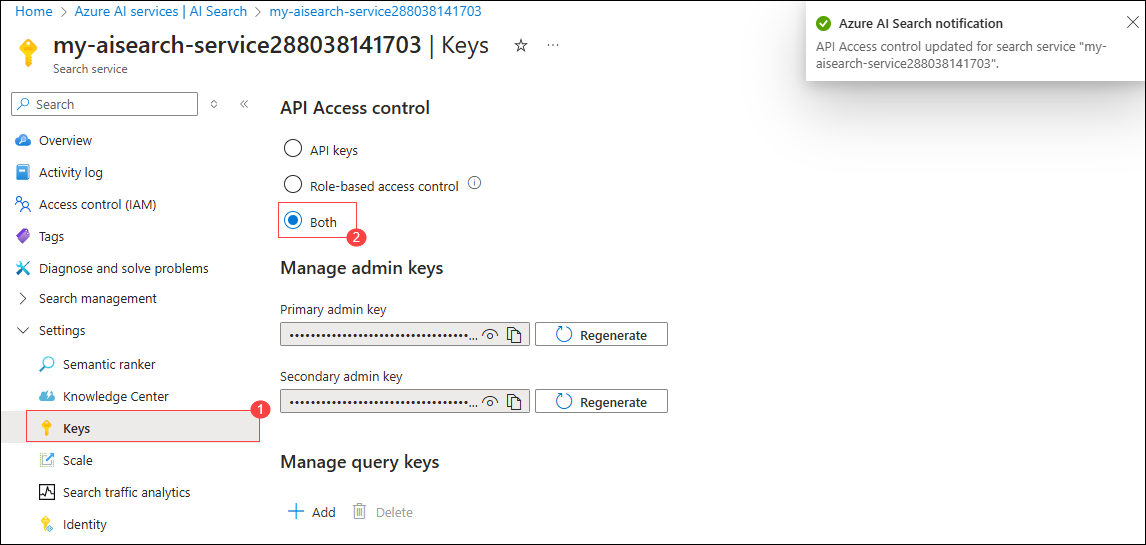 Home > Azure AI services | AI Search > my-aisearch-service288038141703
my-aisearch-service288038141703 | Keys
Search service
Azure AI Search notification
API Access control updated for search service "my-
aisearch-service288038141703".
Search
Overview
Activity log
Access control (IAM)
Tags
Diagnose and solve problems
Search management
Settings
Semantic ranker
Knowledge Center
Keys
1
Scale
Search traffic analytics
Identity
API Access control
API keys
Role-based access control
Both
2
Manage admin keys
Primary admin key
Regenerate
Secondary admin key
Regenerate
Manage query keys
Add
Delete